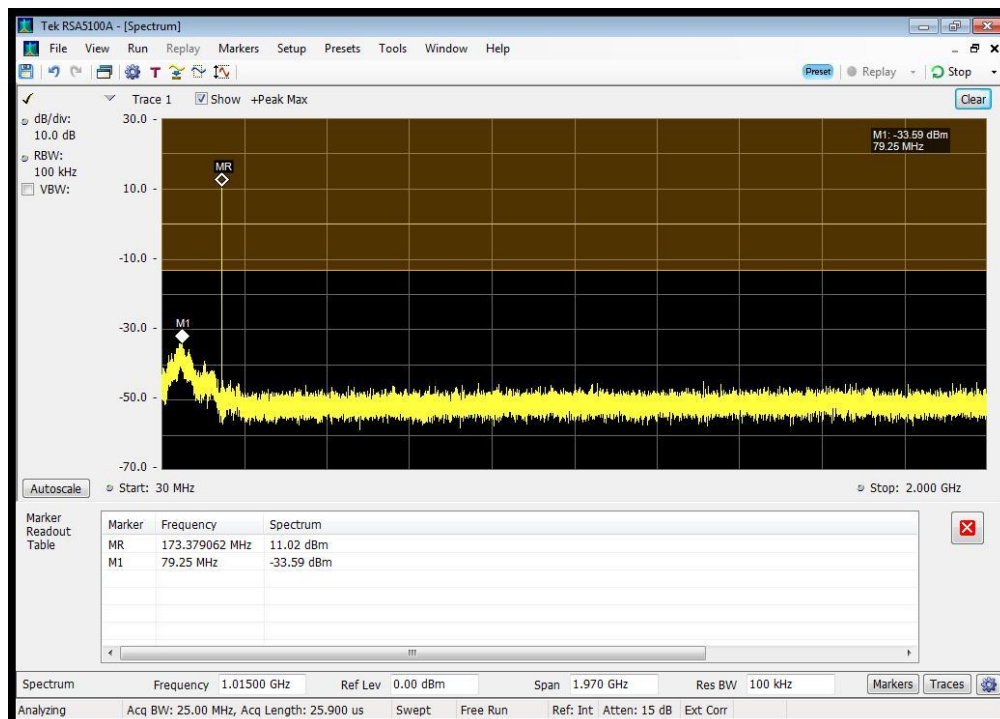 Tek RSA5100A - [Spectrum]
File View Run Replay Markers Setup Presets Tools Window Help
T Preset Replay Stop
Trace 1 Show +Peak Max Clear
dB/div:
10.0 dB
RBW:
100 kHz
VBW:
30.0
M1: -33.59 dBm
79.25 MHz
MR
10.0
-10.0
-30.0
M1
-50.0
-70.0
Autoscale Start: 30 MHz Stop: 2.000 GHz
Marker
Readout
Table
Marker Frequency Spectrum
MR 173.379062 MHz 11.02 dBm
M1 79.25 MHz -33.59 dBm
Spectrum Frequency 1.01500 GHz Ref Lev 0.00 dBm Span 1.970 GHz Res BW 100 kHz Markers Traces
Analyzing Acq BW: 25.00 MHz, Acq Length: 25.900 us Swept Free Run Ref: Int Atten: 15 dB Ext Corr